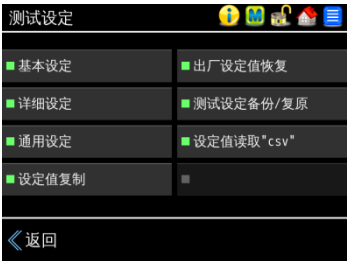 测试设定
i M
基本设定
出厂设定值恢复
详细设定
测试设定备份/复原
通用设定
设定值读取"csv"
设定值复制
返回